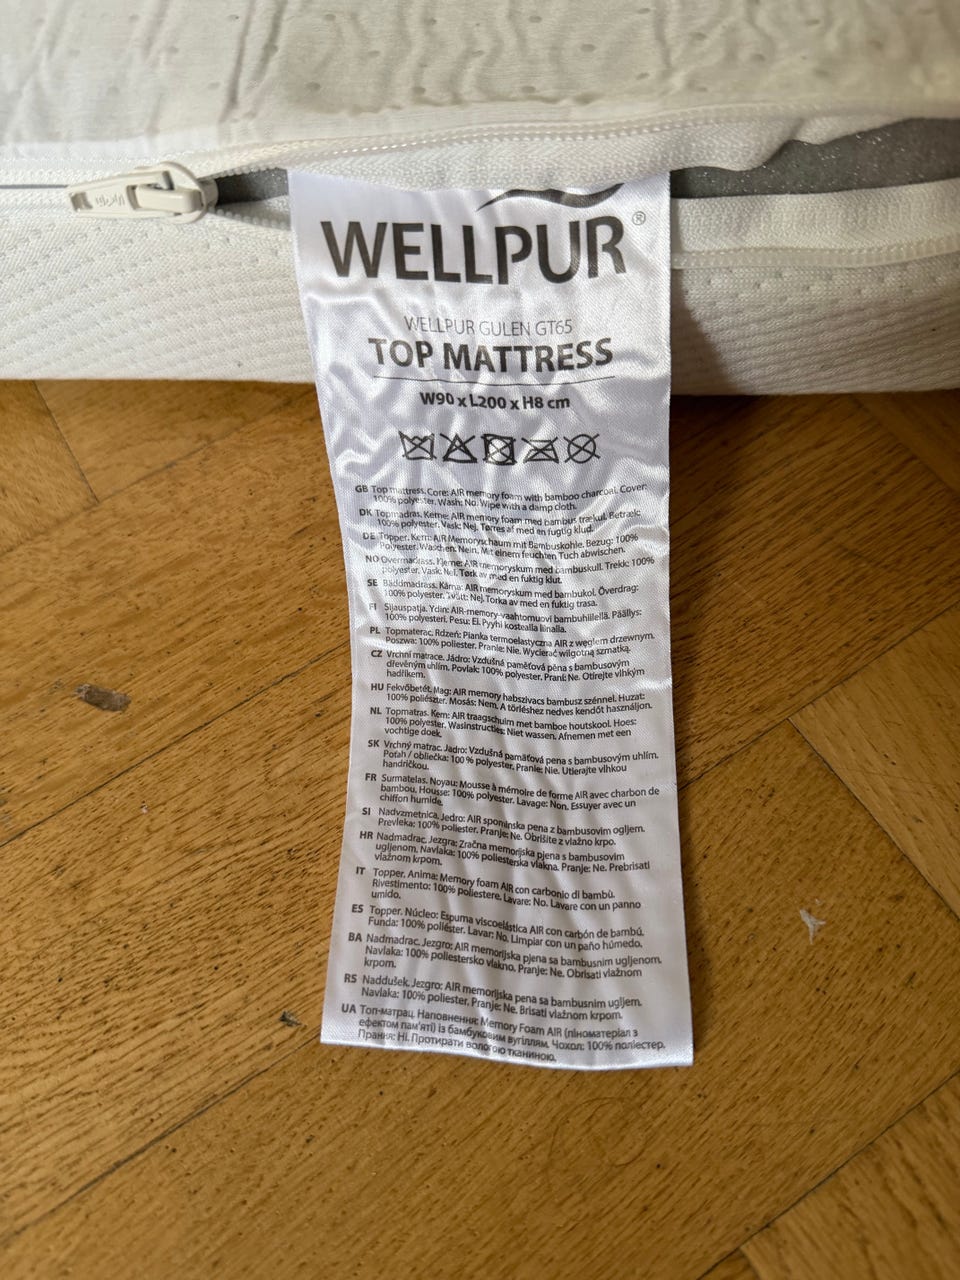 WELLPUR®
WELLPUR GULEN GT65
TOP MATTRESS
W90 x L200 x H8 cm
GB Top mattress. Core: AIR memory foam with bamboo charcoal. Cover:
100% polyester. Wash: No. Wipe with a damp cloth.
DK Topmadras. Kerne: AIR memory foam med bambus trækul. Betræk:
100% polyester. Vask: Nej. Tørres af med en fugtig klud.
DE Topper. Kern: AIR Memoryschaum mit Bambuskohle. Bezug: 100%
Polyester. Waschen: Nein. Mit einem feuchten Tuch abwischen.
NO Overmadrass. Kjerne: AIR memoryskum med bambuskull. Trekk: 100%
polyester. Vask: Nei. Tørk av med en fuktig klut.
SE Bäddmadrass. Kärna: AIR memoryskum med bambukol. Överdrag:
100% polyester. Tvätt: Nej. Torka av med en fuktig trasa.
FI Sijauspatja. Ydin: AIR-memory-vaahtomuovi bambuhiilellä. Päällys:
100% polyesteri. Pesu: Ei. Pyyhi kostealla liinalla.
PL Topmaterac. Rdzeń: Pianka termoelastyczna AIR z węglem drzewnym.
Poszwa: 100% poliester. Pranie: Nie. Wycierać wilgotną szmatką.
CZ Vrchní matrace. Jádro: Vzdušná paměťová pěna s bambusovým
dřevěným uhlím. Povlak: 100% polyester. Praní: Ne. Otírejte vlhkým
hadříkem.
HU Fekvőbetét. Mag: AIR memory habszivacs bambusz szénnel. Huzat:
100% poliészter. Mosás: Nem. A törléshez nedves kendőt használjon.
NL Topmatras. Kern: AIR traagschuim met bamboe houtskool. Hoes:
100% polyester. Wasinstructies: Niet wassen. Afnemen met een
vochtige doek.
SK Vrchný matrac. Jadro: Vzdušná pamäťová pena s bambusovým uhlím.
Poťah / obliečka: 100 % polyester. Pranie: Nie. Utierajte vlhkou
handričkou.
FR Surmatelas. Noyau: Mousse à mémoire de forme AIR avec charbon de
bambou. Housse: 100% polyester. Lavage: Non. Essuyer avec un
chiffon humide.
SI Nadvzmetnica. Jedro: AIR spominska pena z bambusovim ogljem.
Prevleka: 100% poliester. Pranje: Ne. Obrišite z vlažno krpo.
HR Nadmadrac. Jezgra: Zračna memorijska pjena s bambusovim
ugljenom. Navlaka: 100% poliesterska vlakna. Pranje: Ne. Prebrisati
vlažnom krpom.
IT Topper. Anima: Memory foam AIR con carbonio di bambù.
Rivestimento: 100% poliestere. Lavare: No. Lavare con un panno
umido.
ES Topper. Núcleo: Espuma viscoelástica AIR con carbón de bambú.
Funda: 100% poliéster. Lavar: No. Limpiar con un paño húmedo.
BA Nadmadrac. Jezgro: AIR memorijska pjena sa bambusnim ugljenom.
Navlaka: 100% poliestersko vlakno. Pranje: Ne. Obrisati vlažnom
krpom.
RS Naddušek. Jezgro: AIR memorijska pena sa bambusnim ugljem.
Navlaka: 100% poliester. Pranje: Ne. Brisati vlažnom krpom.
UA Топ-матрац. Наповнення: Memory Foam AIR (піноматеріал з
ефектом пам'яті) із бамбуковим вугіллям. Чохол: 100% поліестер.
Прання: Ні. Протирати вологою тканиною.